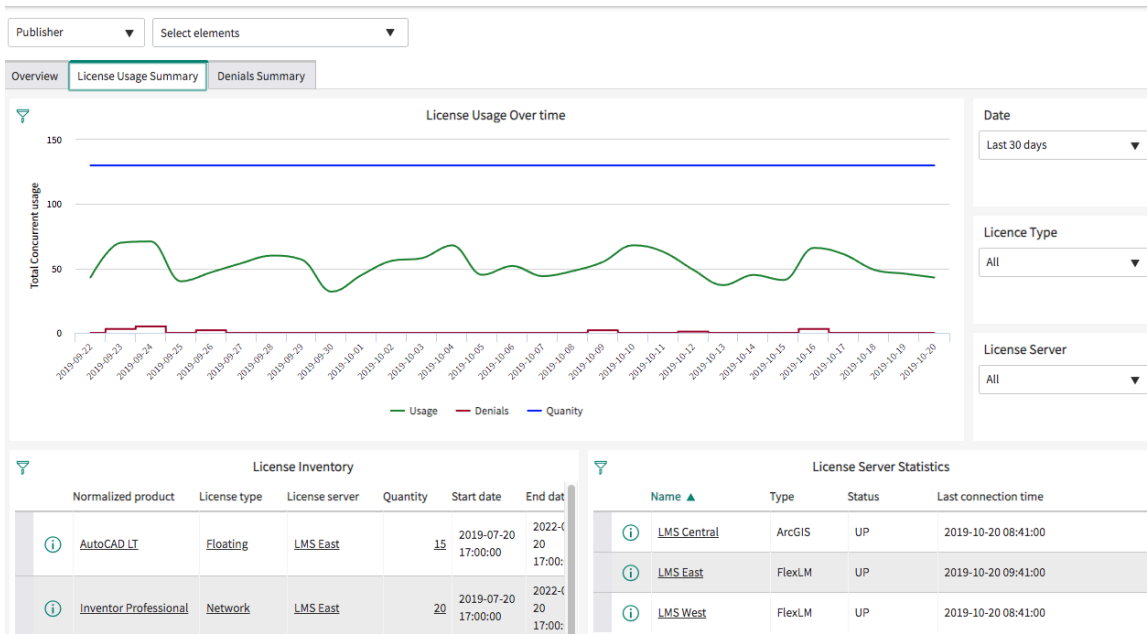 Publisher
Select elements
Overview
License Usage Summary
Denials Summary
License Usage Over time
Total Concurrent usage
150
100
50
0
2019-09-22
2019-09-23
2019-09-24
2019-09-25
2019-09-26
2019-09-27
2019-09-28
2019-09-29
2019-09-30
2019-10-01
2019-10-02
2019-10-03
2019-10-04
2019-10-05
2019-10-06
2019-10-07
2019-10-08
2019-10-09
2019-10-10
2019-10-11
2019-10-12
2019-10-13
2019-10-14
2019-10-15
2019-10-16
2019-10-17
2019-10-18
2019-10-19
2019-10-20
Usage Denials Quanity
Date
Last 30 days
Licence Type
All
License Server
All
License Inventory
Normalized product License type License server Quantity Start date End dat
AutoCAD LT Floating LMS East 15 2019-07-20
17:00:00
2022-0
20
17:00:
Inventor Professional Network LMS East 20 2019-07-20
17:00:00
2022-0
20
17:00:
License Server Statistics
Name ▲ Type Status Last connection time
LMS Central ArcGIS UP 2019-10-20 08:41:00
LMS East FlexLM UP 2019-10-20 09:41:00
LMS West FlexLM UP 2019-10-20 08:41:00